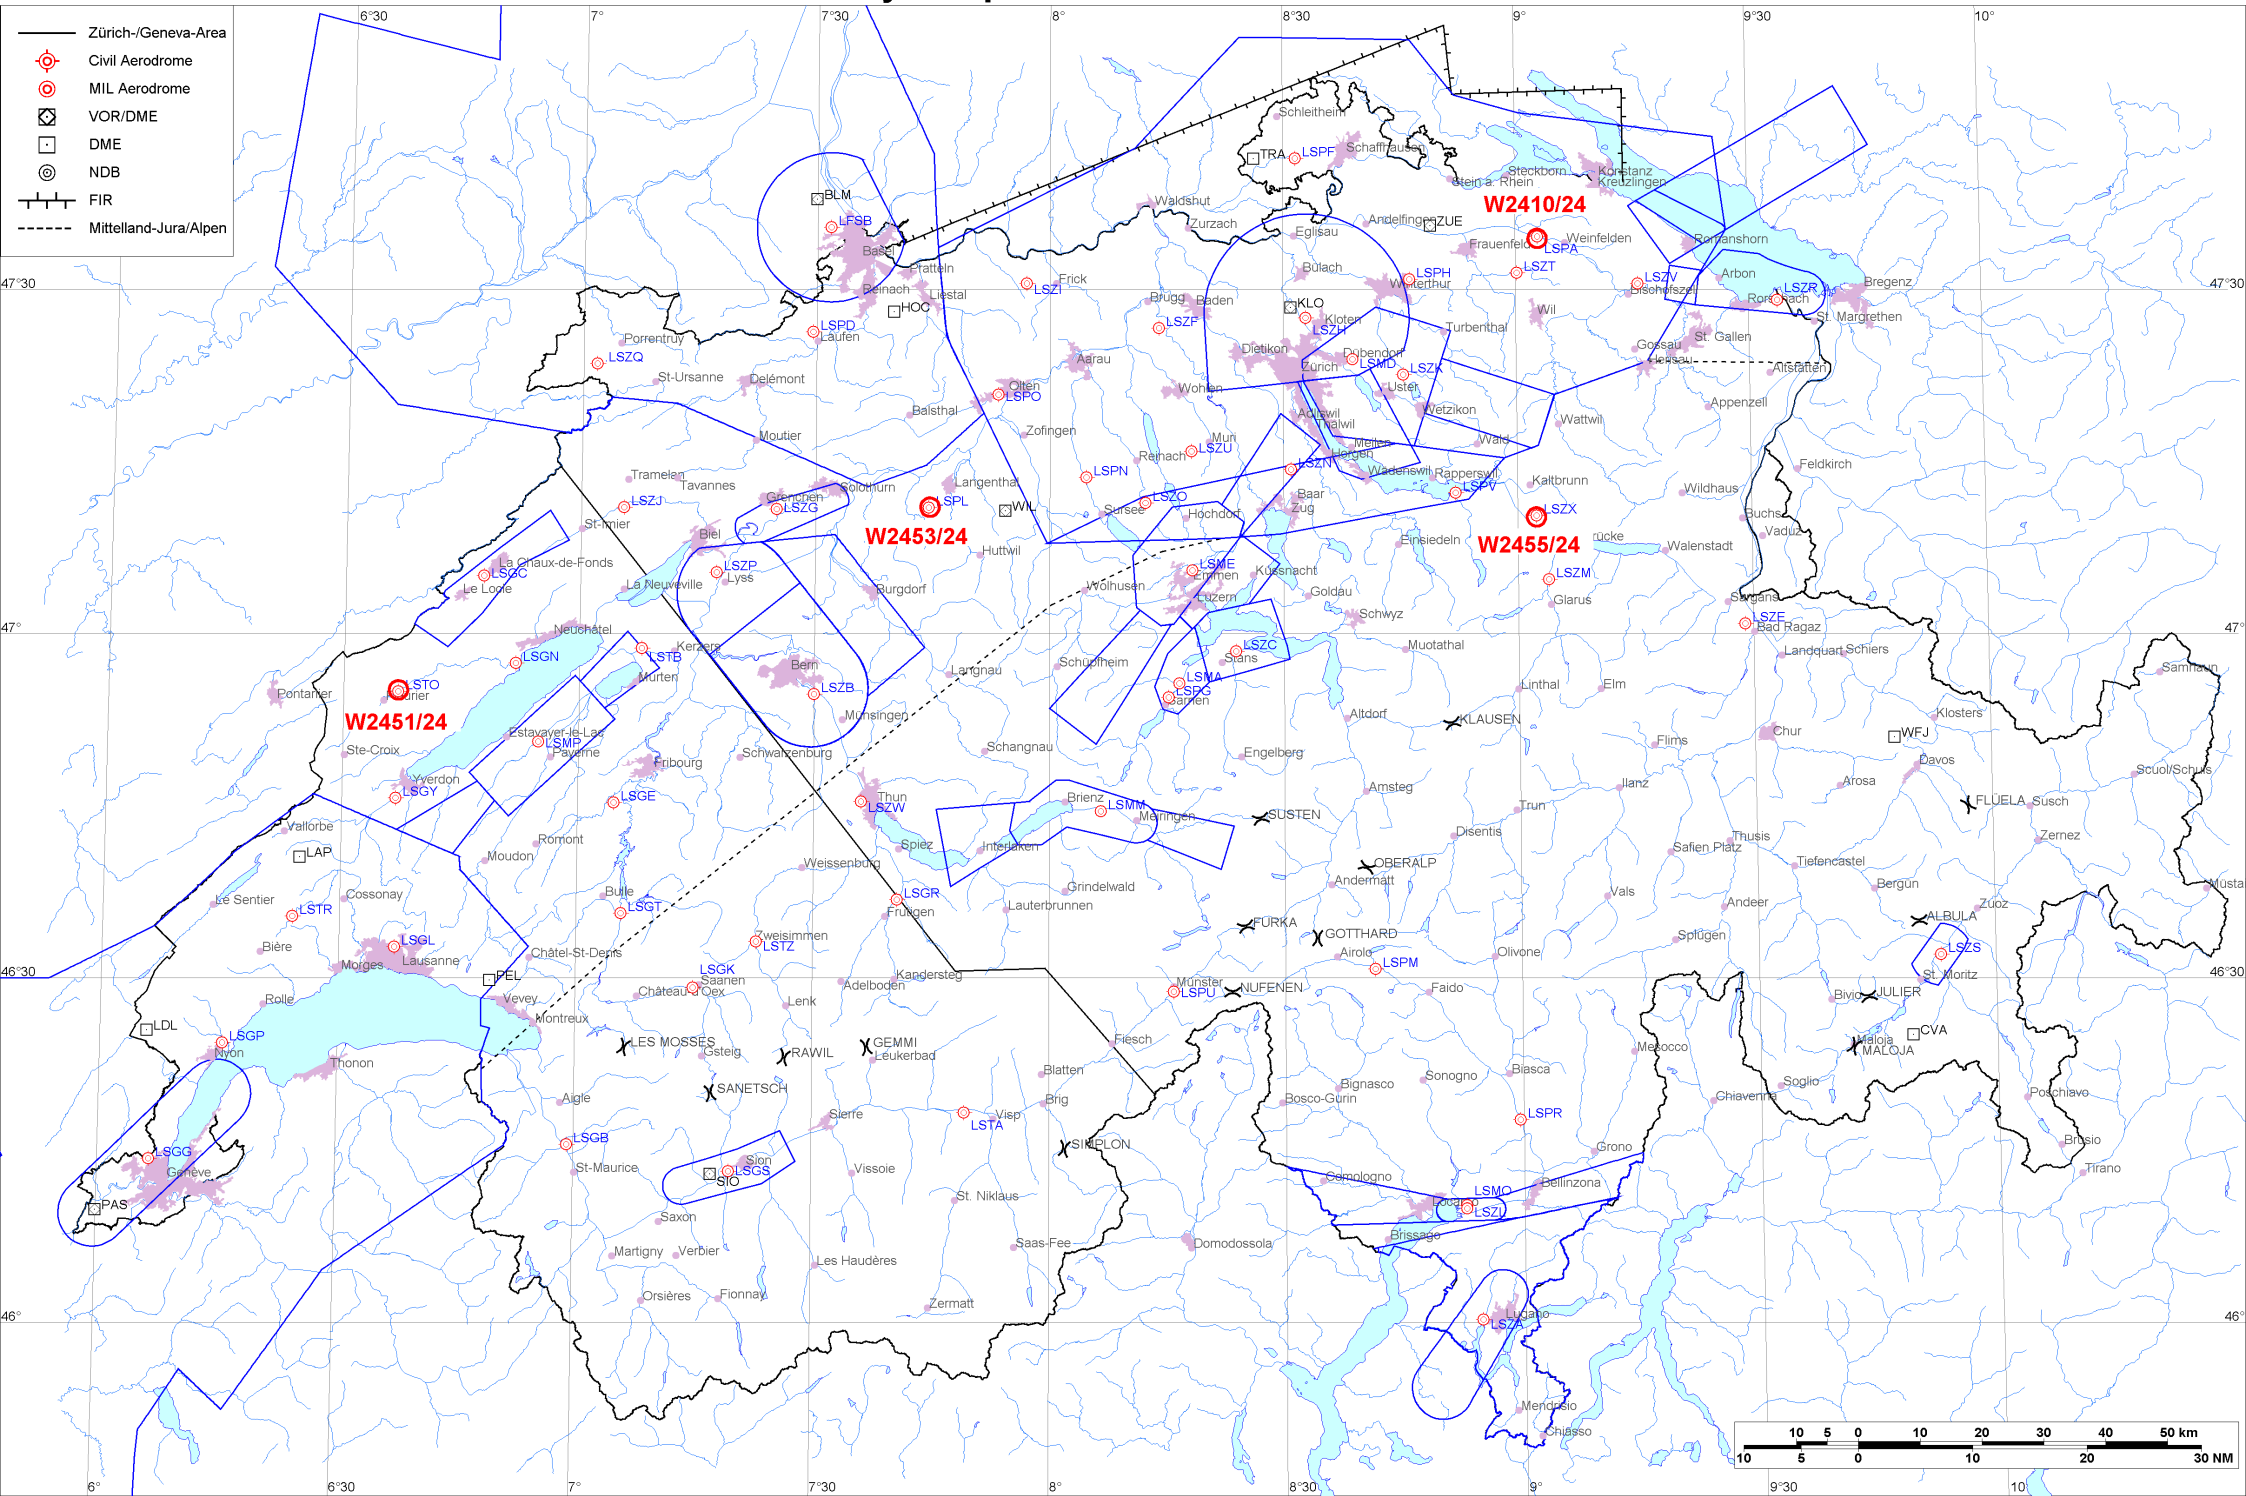 6°30
7°
7°30
8°
8°30
9°
9°30
10°
Zürich-/Geneva-Area
Civil Aerodrome
MIL Aerodrome
VOR/DME
DME
NDB
FIR
Mittelland-Jura/Alpen
Schleitheim
TRA
LSPF
Schaffhausen
Steckborn
Stein a. Rhein
Konstanz
Kreuzlingen
BLM
LFSB
Basel
Waldshut
Zurzach
Eglisau
Andelfingen
ZUE
W2410/24
LSPA
Weinfelden
Frauenfeld
Romanshorn
Pratteln
Reinach
Liestal
HOC
LSZI
Frick
Bülach
LSPH
Winterthur
LSZT
LSZV
Bischofszell
Arbon
LSZR
Rorschach
Bregenz
St. Margrethen
47°30
47°30
LSPD
Laufen
Brugg
Baden
LSZF
KLO
Kloten
LSZH
Turbenthal
Wil
St. Gallen
Gossau
Herisau
Altstätten
Porrentruy
LSZQ
St-Ursanne
Delémont
Aarau
Dietikon
Zürich
Dübendorf
LSMD
LSZK
Uster
Olten
LSPO
Wohlen
Balsthal
Adliswil
Thalwil
Wetzikon
Appenzell
Wattwil
Moutier
Zofingen
Muri
LSZU
Meilen
Horgen
Wald
Reinach
LSPN
LSZN
Wädenswil
Rapperswil
LSPV
Kaltbrunn
Feldkirch
Wildhaus
Tramelan
Tavannes
LSZJ
Grenchen
LSZG
Solothurn
Langenthal
LSPL
WIL
W2453/24
LSZO
Sursee
Hochdorf
Baar
Zug
LSZX
W2455/24
Buchs
Vaduz
St-Imier
Biel
Huttwil
Einsiedeln
rücke
Walenstadt
La Chaux-de-Fonds
LSGC
Le Locle
La Neuveville
LSZP
Lyss
Burgdorf
Wolhusen
LSME
Emmen
Luzern
Küssnacht
Goldau
Schwyz
LSZM
Glarus
Sargans
LSZE
Bad Ragaz
47°
47°
Neuchâtel
LSGN
LSTB
Kerzers
Murten
Bern
LSZB
Langnau
Schüpfheim
LSZC
Stans
LSMA
LSPG
Sarnen
Muotathal
Landquart
Schiers
Samnaun
LSTO
W2451/24
Pontarlier
Münsingen
Linthal
Elm
Altdorf
KLAUSEN
Klosters
Estavayer-le-Lac
LSMP
Payerne
Ste-Croix
Schwarzenburg
Schangnau
Engelberg
Flims
Chur
WFJ
Davos
Fribourg
Yverdon
LSGY
LSGE
Thun
LSZW
Brienz
LSMM
Meiringen
SUSTEN
Amsteg
Trun
Ilanz
Arosa
Scuol/Schuls
FLÜELA
Susch
Vallorbe
LAP
Moudon
Romont
Spiez
Interlaken
Disentis
Safien Platz
Thusis
Zernez
Weissenburg
OBERALP
Tiefencastel
Le Sentier
Cossonay
Bulle
LSGR
Frutigen
Grindelwald
Andermatt
Vals
Bergün
LSTR
LSGT
Lauterbrunnen
FURKA
GOTTHARD
Andeer
Zuoz
ALBULA
Bière
LSGL
Lausanne
Morges
Châtel-St-Denis
Zweisimmen
LSTZ
Airolo
LSPM
Olivone
Splügen
LSZS
St. Moritz
46°30
46°30
PEL
LSGK
Saanen
Château-d'Oex
Adelboden
Kandersteg
Münster
LSPU
NUFENEN
Faido
Bivio
JULIER
Rolle
Vevey
Montreux
Lenk
LDL
LSGP
Nyon
LES MOSSES
Gsteig
RAWIL
GEMMI
Leukerbad
Fiesch
Mesocco
Maloja
MALOJA
CVA
Thonon
SANETSCH
Blatten
Bignasco
Sonogno
Biasca
Soglio
Poschiavo
Aigle
Sierre
LSTA
Visp
Brig
Bosco-Gurin
LSPR
Chiavenna
LSGG
Genève
LSGB
SIMPLON
Grono
Brusio
St-Maurice
Sion
LSGS
SIO
Vissoie
Comologno
Tirano
PAS
St. Niklaus
LSMO
Locarno
LSZL
Bellinzona
Saxon
Martigny
Verbier
Les Haudères
Saas-Fee
Domodossola
Brissago
Orsières
Fionnay
Zermatt
46°
46°
Lugano
LSZA
Mendrisio
Chiasso
10 5 0 10 20 30 40 50 km
10 5 0 10 20 30 NM
6°
6°30
7°
7°30
8°
8°30
9°
9°30
10°